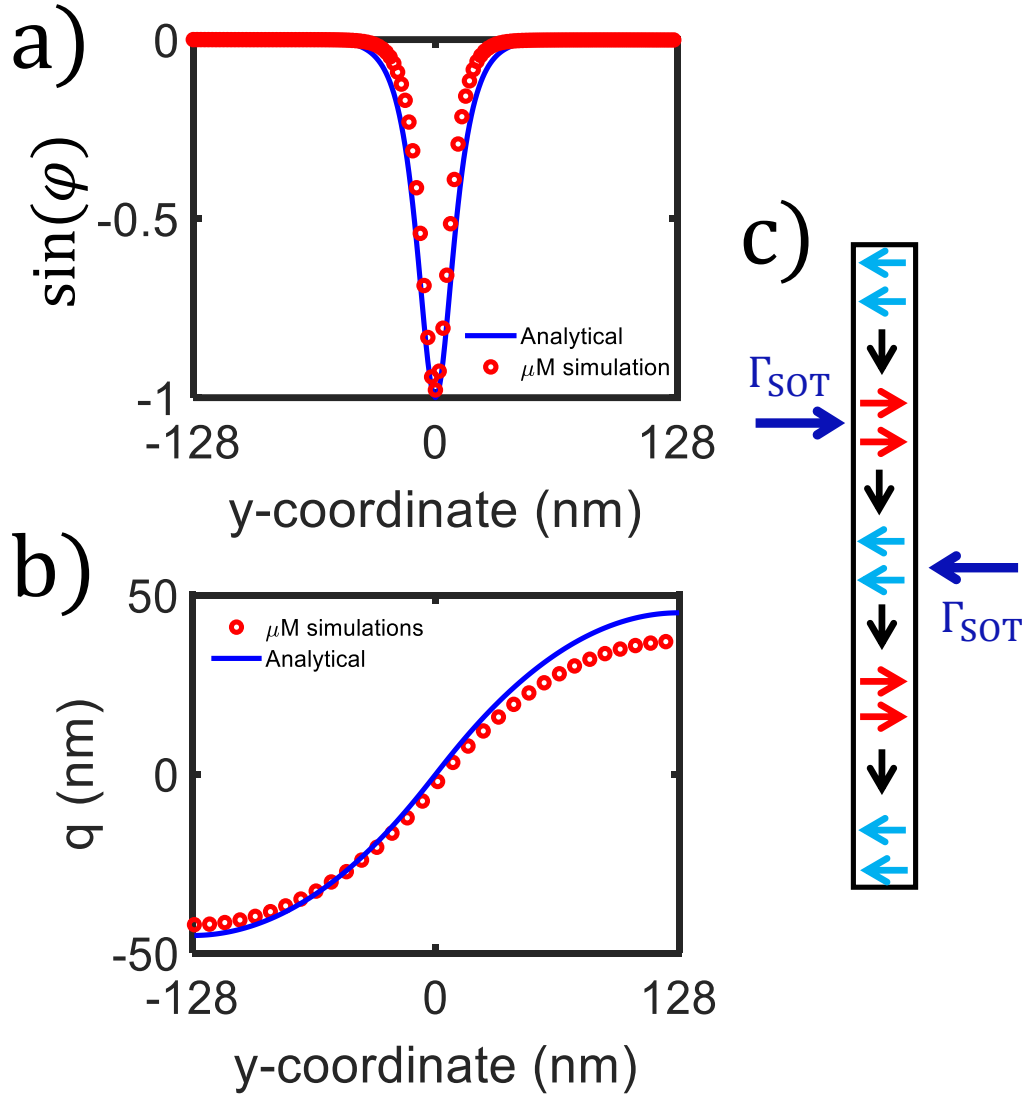 a)
0
-0.5
-1
sin(φ)
Analytical
μM simulation
-128 0 128
y-coordinate (nm)
b)
50
0
-50
q (nm)
μM simulations
Analytical
-128 0 128
y-coordinate (nm)
c)
Γ_SOT
Γ_SOT